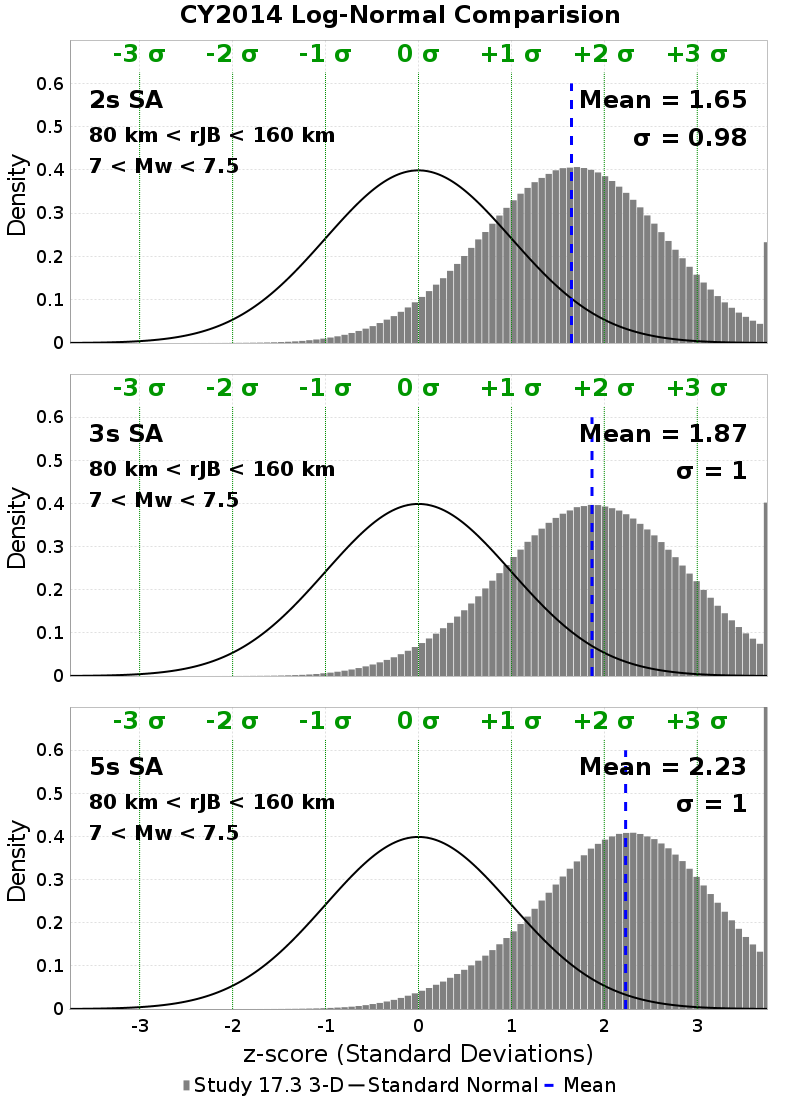 CY2014 Log-Normal Comparision
-3 σ -2 σ -1 σ 0 σ +1 σ +2 σ +3 σ
2s SA
80 km < rJB < 160 km
7 < Mw < 7.5
Mean = 1.65
σ = 0.98
Density
0.6
0.5
0.4
0.3
0.2
0.1
0
-3 σ -2 σ -1 σ 0 σ +1 σ +2 σ +3 σ
3s SA
80 km < rJB < 160 km
7 < Mw < 7.5
Mean = 1.87
σ = 1
Density
0.6
0.5
0.4
0.3
0.2
0.1
0
-3 σ -2 σ -1 σ 0 σ +1 σ +2 σ +3 σ
5s SA
80 km < rJB < 160 km
7 < Mw < 7.5
Mean = 2.23
σ = 1
Density
0.6
0.5
0.4
0.3
0.2
0.1
0
-3 -2 -1 0 1 2 3
z-score (Standard Deviations)
Study 17.3 3-D Standard Normal Mean